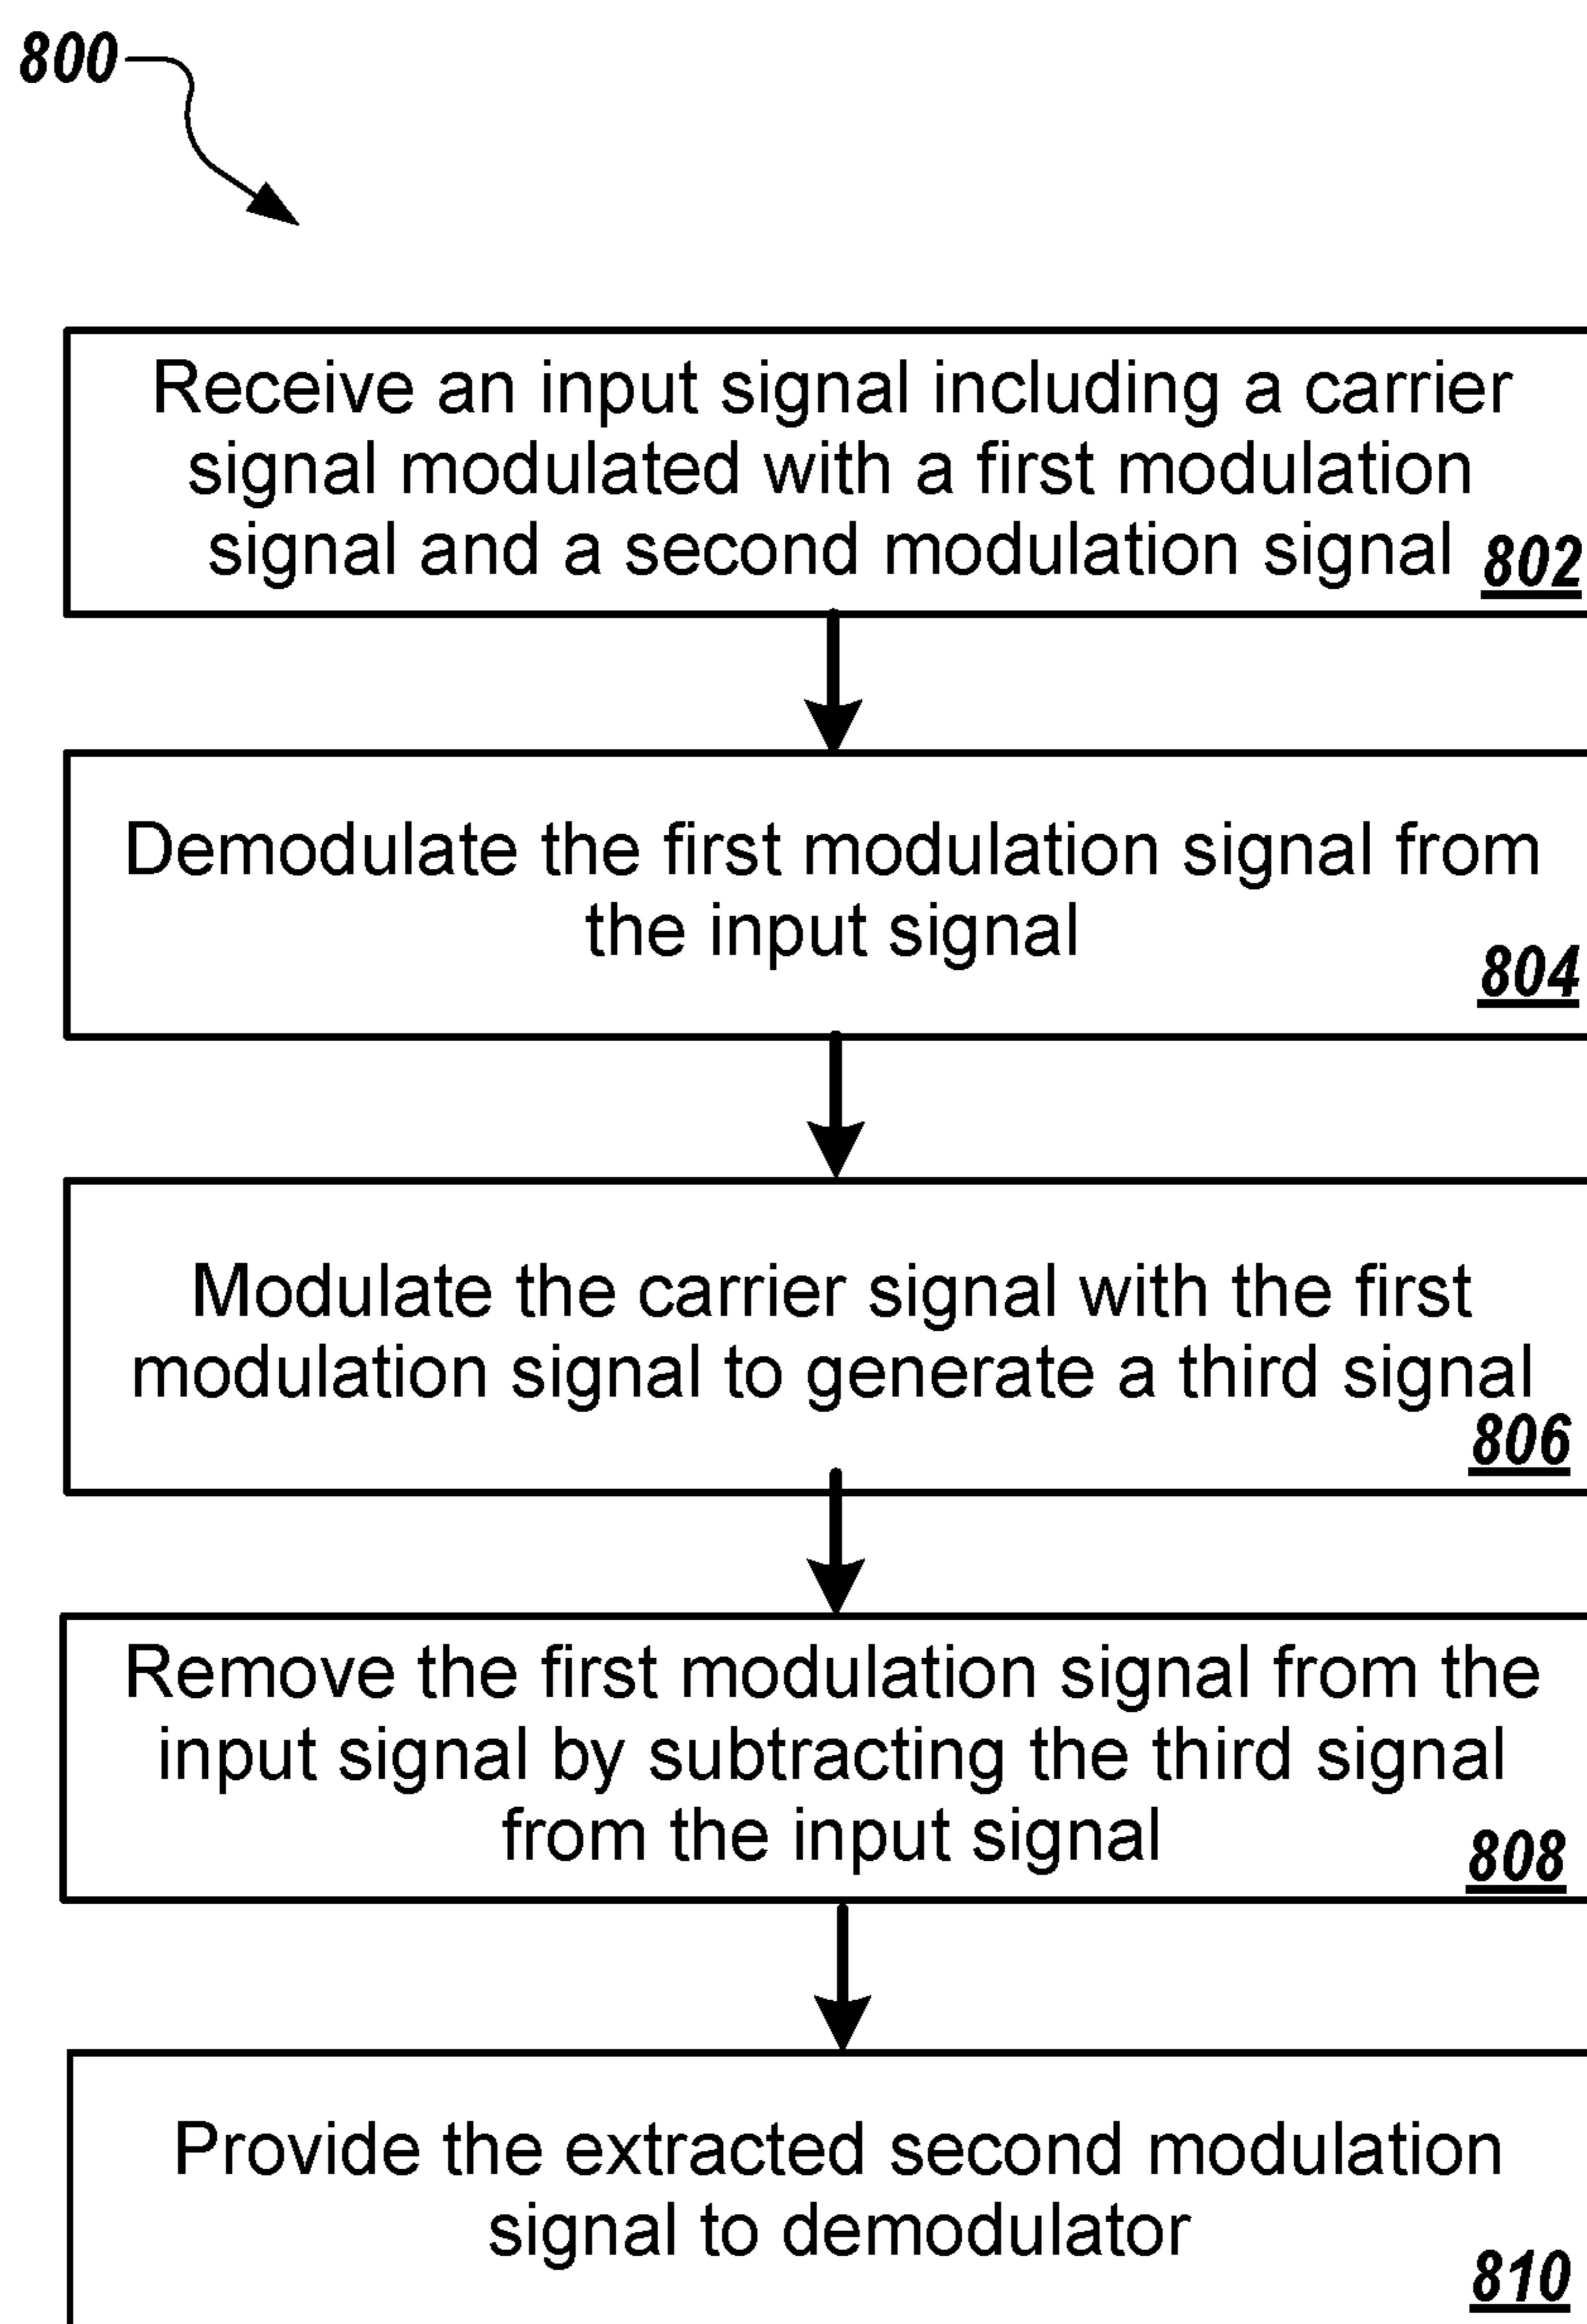 800
Receive an input signal including a carrier
signal modulated with a first modulation
signal and a second modulation signal 802
Demodulate the first modulation signal from
the input signal
804
Modulate the carrier signal with the first
modulation signal to generate a third signal
806
Remove the first modulation signal from the
input signal by subtracting the third signal
from the input signal
808
Provide the extracted second modulation
signal to demodulator
810